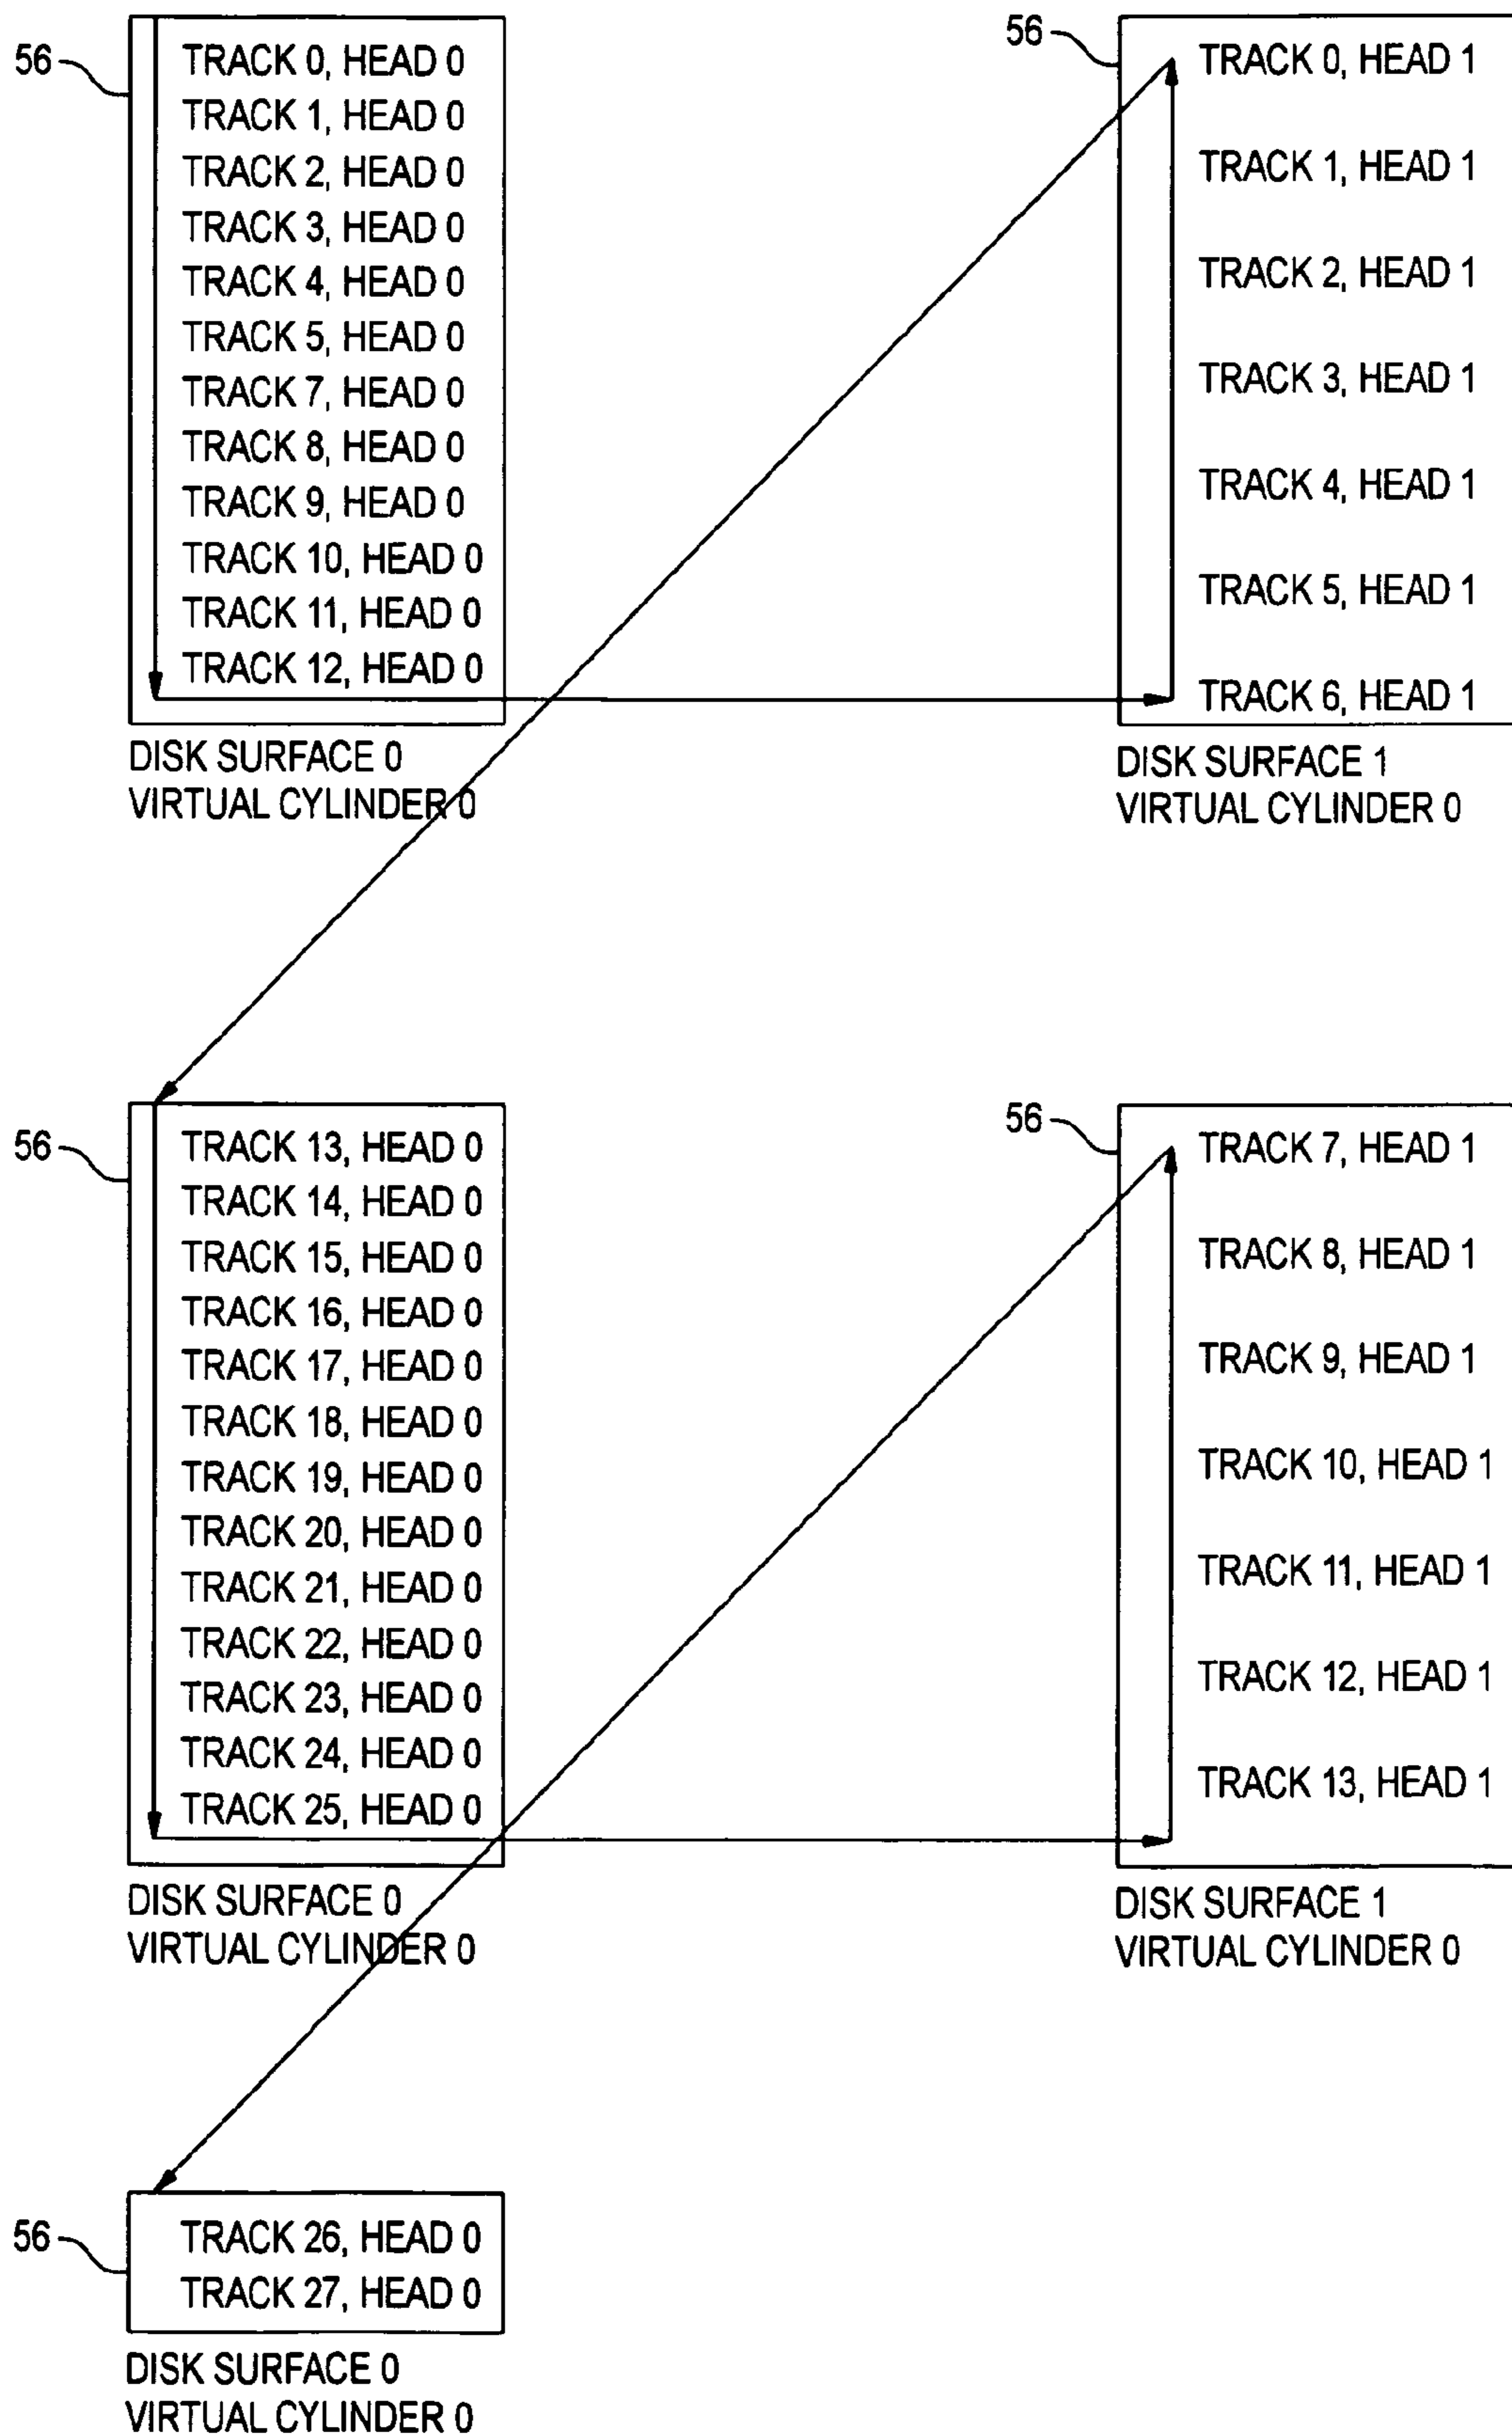 56
TRACK 0, HEAD 0
TRACK 1, HEAD 0
TRACK 2, HEAD 0
TRACK 3, HEAD 0
TRACK 4, HEAD 0
TRACK 5, HEAD 0
TRACK 7, HEAD 0
TRACK 8, HEAD 0
TRACK 9, HEAD 0
TRACK 10, HEAD 0
TRACK 11, HEAD 0
TRACK 12, HEAD 0
DISK SURFACE 0
VIRTUAL CYLINDER 0
56
TRACK 0, HEAD 1
TRACK 1, HEAD 1
TRACK 2, HEAD 1
TRACK 3, HEAD 1
TRACK 4, HEAD 1
TRACK 5, HEAD 1
TRACK 6, HEAD 1
DISK SURFACE 1
VIRTUAL CYLINDER 0
56
TRACK 13, HEAD 0
TRACK 14, HEAD 0
TRACK 15, HEAD 0
TRACK 16, HEAD 0
TRACK 17, HEAD 0
TRACK 18, HEAD 0
TRACK 19, HEAD 0
TRACK 20, HEAD 0
TRACK 21, HEAD 0
TRACK 22, HEAD 0
TRACK 23, HEAD 0
TRACK 24, HEAD 0
TRACK 25, HEAD 0
DISK SURFACE 0
VIRTUAL CYLINDER 0
56
TRACK 7, HEAD 1
TRACK 8, HEAD 1
TRACK 9, HEAD 1
TRACK 10, HEAD 1
TRACK 11, HEAD 1
TRACK 12, HEAD 1
TRACK 13, HEAD 1
DISK SURFACE 1
VIRTUAL CYLINDER 0
56
TRACK 26, HEAD 0
TRACK 27, HEAD 0
DISK SURFACE 0
VIRTUAL CYLINDER 0